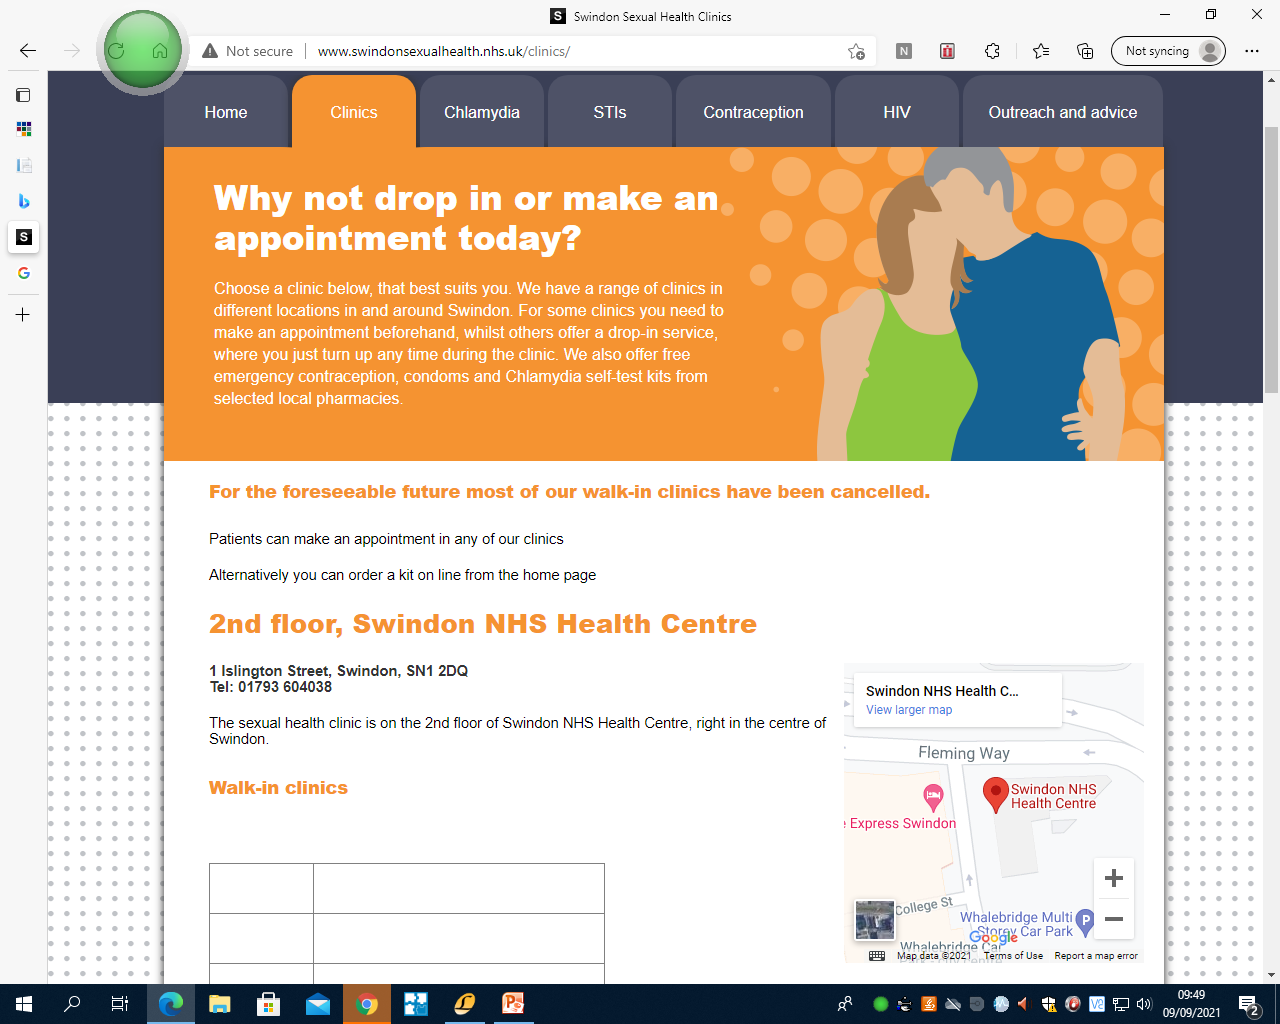 S Swindon Sexual Health Clinics
Not secure www.swindonsexualhealth.nhs.uk/clinics/
N
Not syncing
Home Clinics Chlamydia STIs Contraception HIV Outreach and advice
Why not drop in or make an
appointment today?
Choose a clinic below, that best suits you. We have a range of clinics in
different locations in and around Swindon. For some clinics you need to
make an appointment beforehand, whilst others offer a drop-in service,
where you just turn up any time during the clinic. We also offer free
emergency contraception, condoms and Chlamydia self-test kits from
selected local pharmacies.
For the foreseeable future most of our walk-in clinics have been cancelled.
Patients can make an appointment in any of our clinics
Alternatively you can order a kit on line from the home page
2nd floor, Swindon NHS Health Centre
1 Islington Street, Swindon, SN1 2DQ
Tel: 01793 604038
The sexual health clinic is on the 2nd floor of Swindon NHS Health Centre, right in the centre of
Swindon.
Walk-in clinics
Swindon NHS Health C...
View larger map
Fleming Way
Swindon NHS
Health Centre
Express Swindon
College St
Whalebridge Multi
Storey Car Park
P
Google
Whalebridge Car
Map data ©2021 Terms of Use Report a map error
09:49
09/09/2021
2